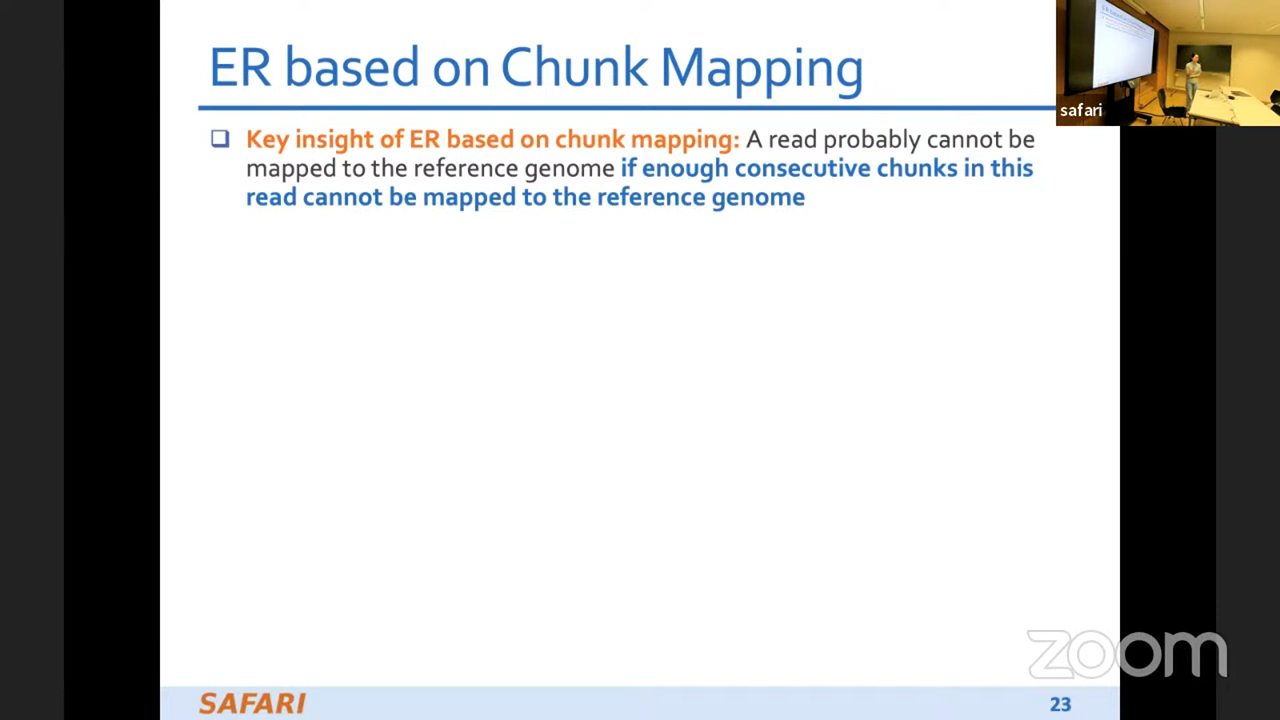 ER based on Chunk Mapping
safari
Key insight of ER based on chunk mapping: A read probably cannot be
mapped to the reference genome if enough consecutive chunks in this
read cannot be mapped to the reference genome
zoom
SAFARI
23